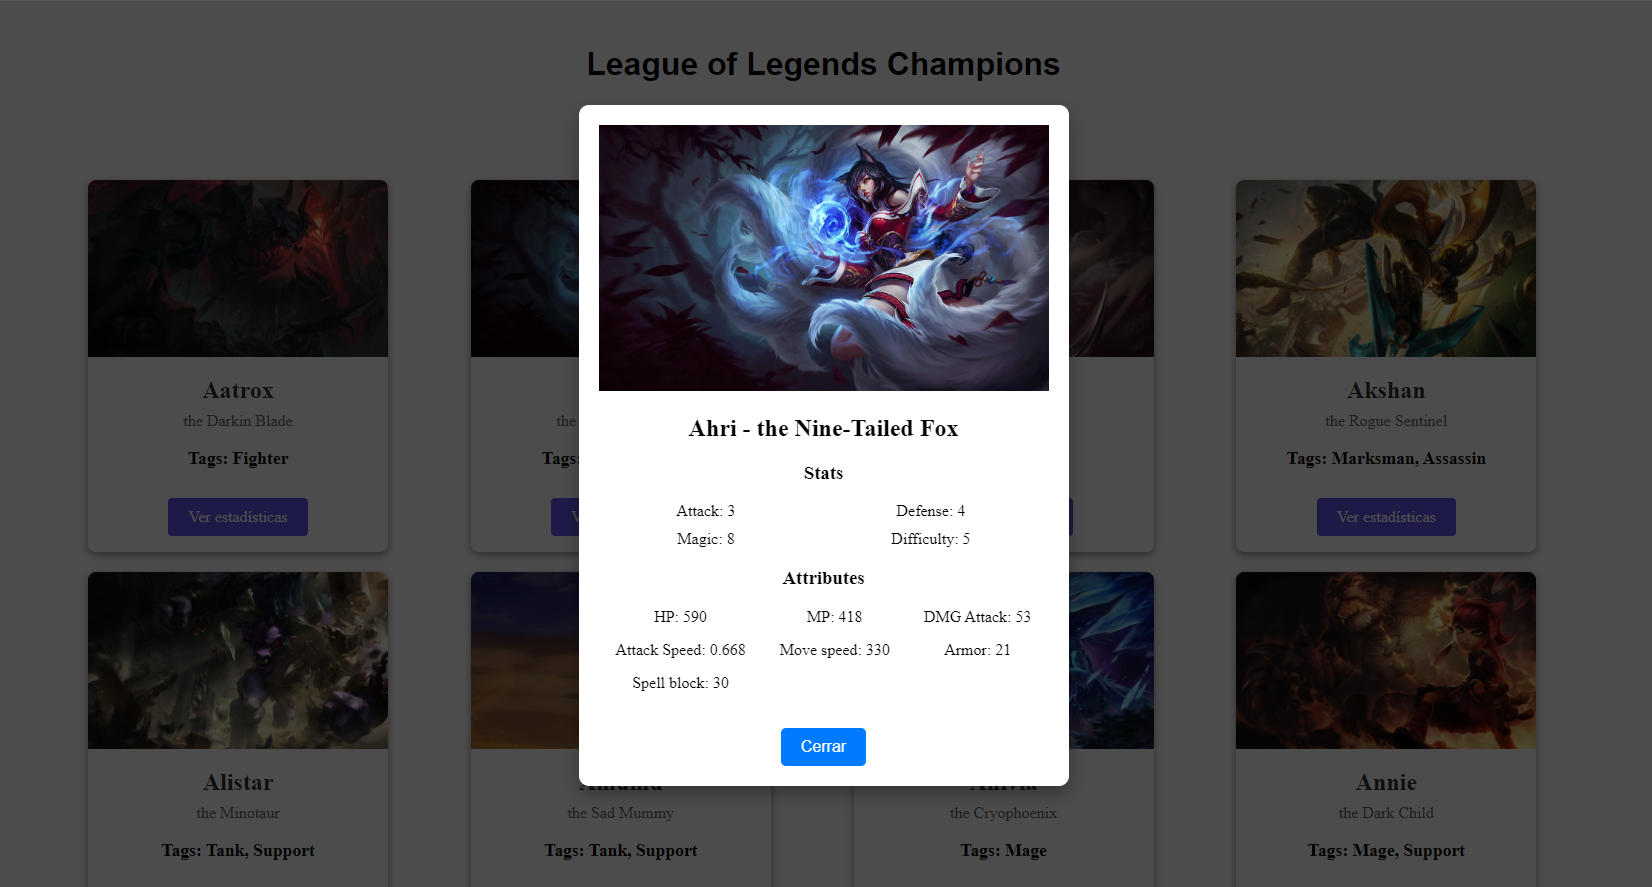 League of Legends Champions
Ahri - the Nine-Tailed Fox
Stats
Attack: 3 Defense: 4
Magic: 8 Difficulty: 5
Attributes
HP: 590 MP: 418 DMG Attack: 53
Attack Speed: 0.668 Move speed: 330 Armor: 21
Spell block: 30
Cerrar
Aatrox
the Darkin Blade
Tags: Fighter
Ver estadísticas
the
Tags:
Akshan
the Rogue Sentinel
Tags: Marksman, Assassin
Ver estadísticas
Alistar
the Minotaur
Tags: Tank, Support
the Sad Mummy
Tags: Tank, Support
the Cryophoenix
Tags: Mage
Annie
the Dark Child
Tags: Mage, Support